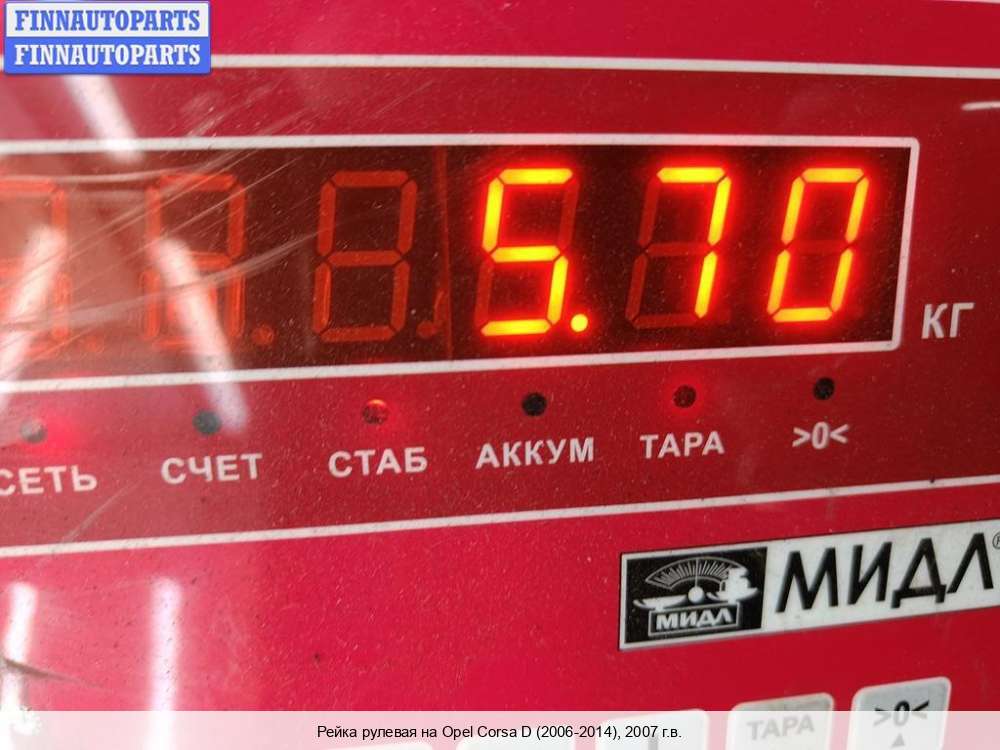 FINNAUTOPARTS
FINNAUTOPARTS
5.70
КГ
СЕТЬ СЧЕТ СТАБ АККУМ ТАРА >0<
МИДЛ МИДЛ®
ТАРА >0<
Рейка рулевая на Opel Corsa D (2006-2014), 2007 г.в.